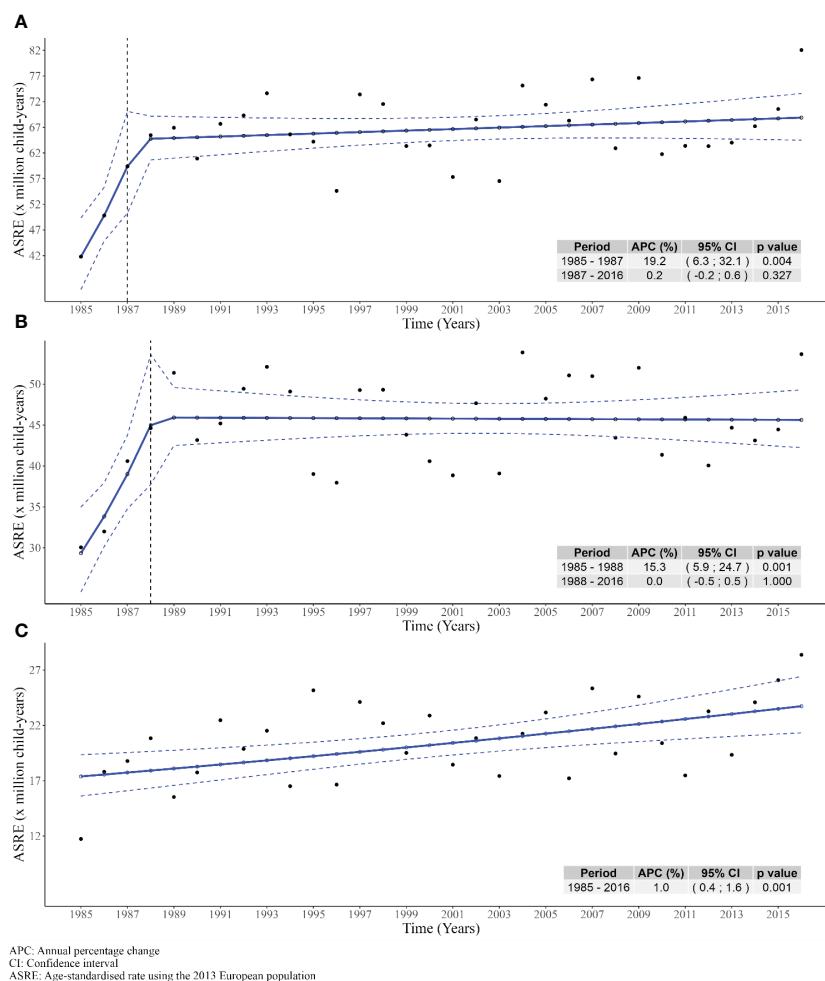 A
ASRE (x million child-years)
82
77
72
67
62
57
52
47
42
Period APC (%) 95% CI p value
1985 - 1987 19.2 ( 6.3 ; 32.1 ) 0.004
1987 - 2016 0.2 ( -0.2 ; 0.6 ) 0.327
1985 1987 1989 1991 1993 1995 1997 1999 2001 2003 2005 2007 2009 2011 2013 2015
Time (Years)
B
ASRE (x million child-years)
50
45
40
35
30
Period APC (%) 95% CI p value
1985 - 1988 15.3 ( 5.9 ; 24.7 ) 0.001
1988 - 2016 0.0 ( -0.5 ; 0.5 ) 1.000
1985 1987 1989 1991 1993 1995 1997 1999 2001 2003 2005 2007 2009 2011 2013 2015
Time (Years)
C
ASRE (x million child-years)
27
22
17
12
Period APC (%) 95% CI p value
1985 - 2016 1.0 ( 0.4 ; 1.6 ) 0.001
1985 1987 1989 1991 1993 1995 1997 1999 2001 2003 2005 2007 2009 2011 2013 2015
Time (Years)
APC: Annual percentage change
CI: Confidence interval
ASRE: Age-standardised rate using the 2013 European population